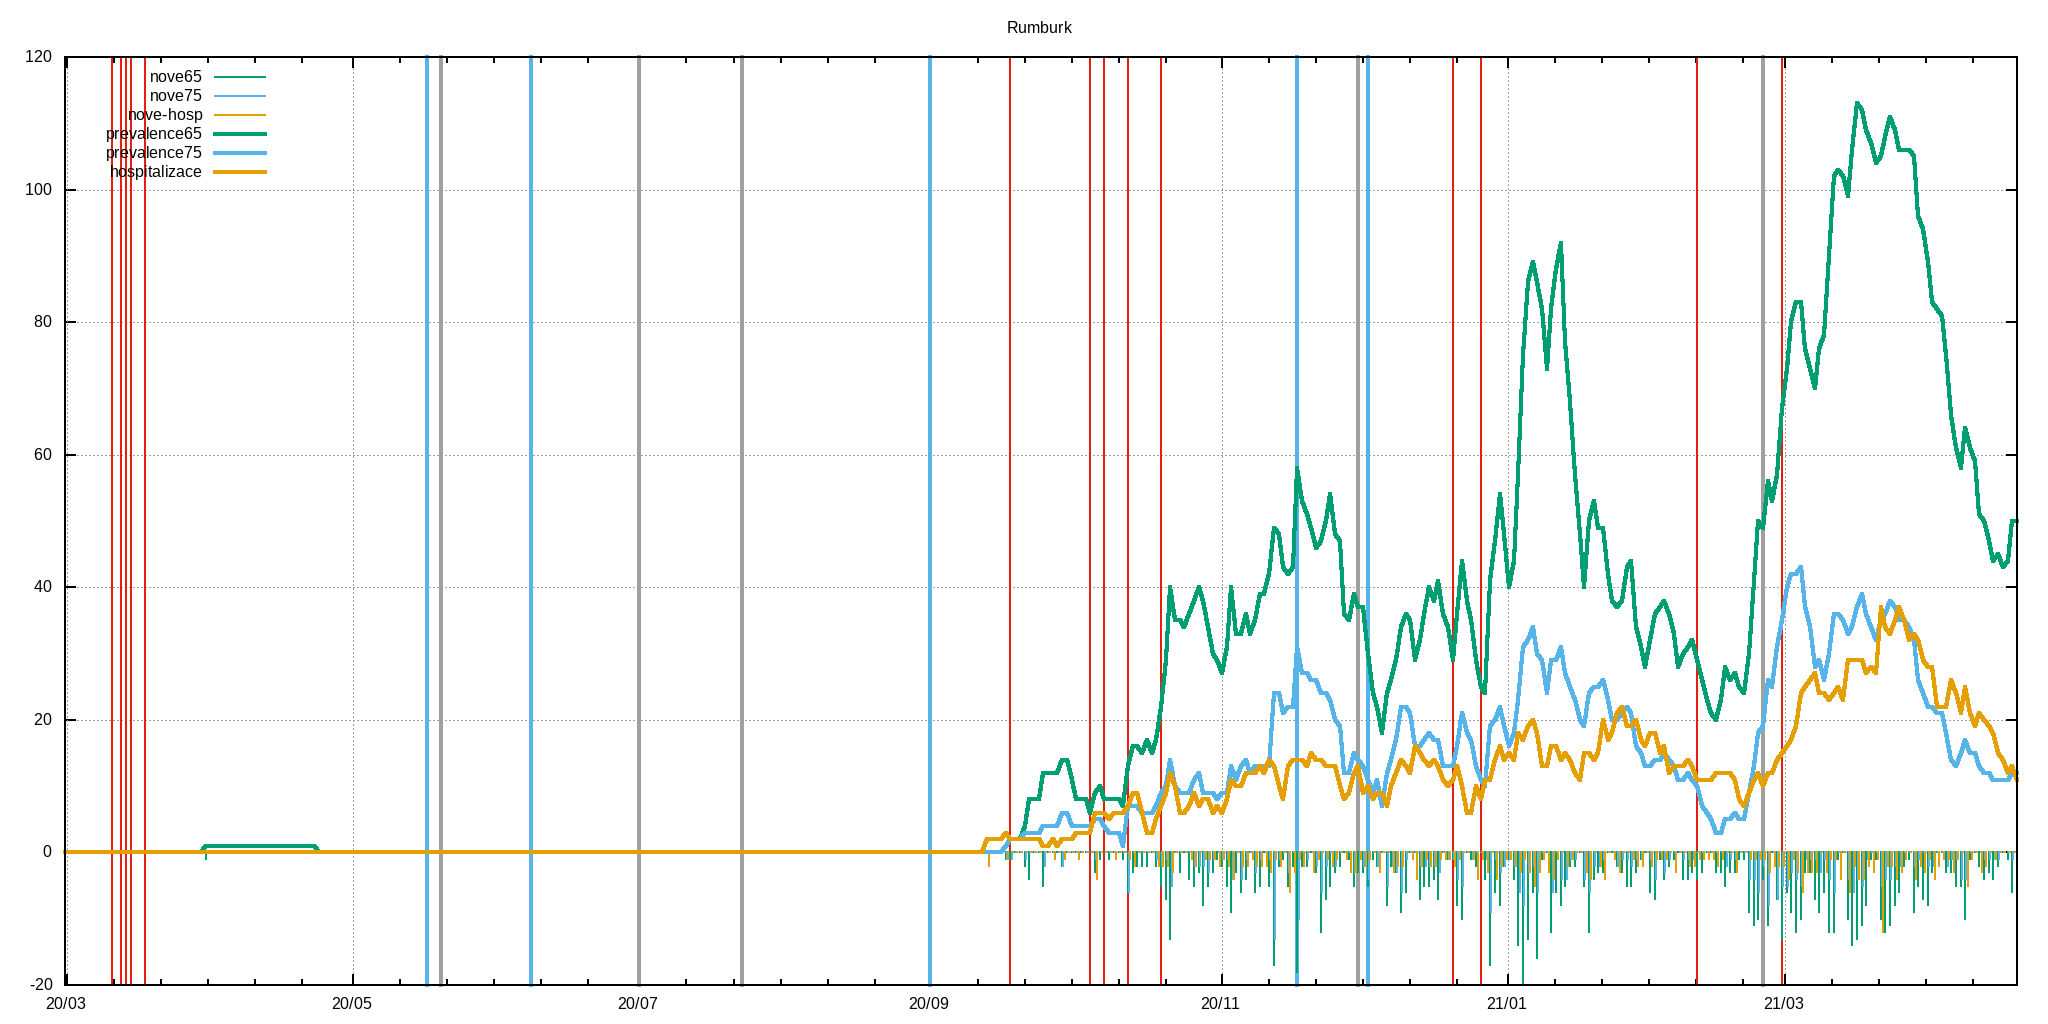 Rumburk
120
100
80
60
40
20
0
-20
nove65
nove75
nove-hosp
prevalence65
prevalence75
hospitalizace
20/03 20/05 20/07 20/09 20/11 21/01 21/03